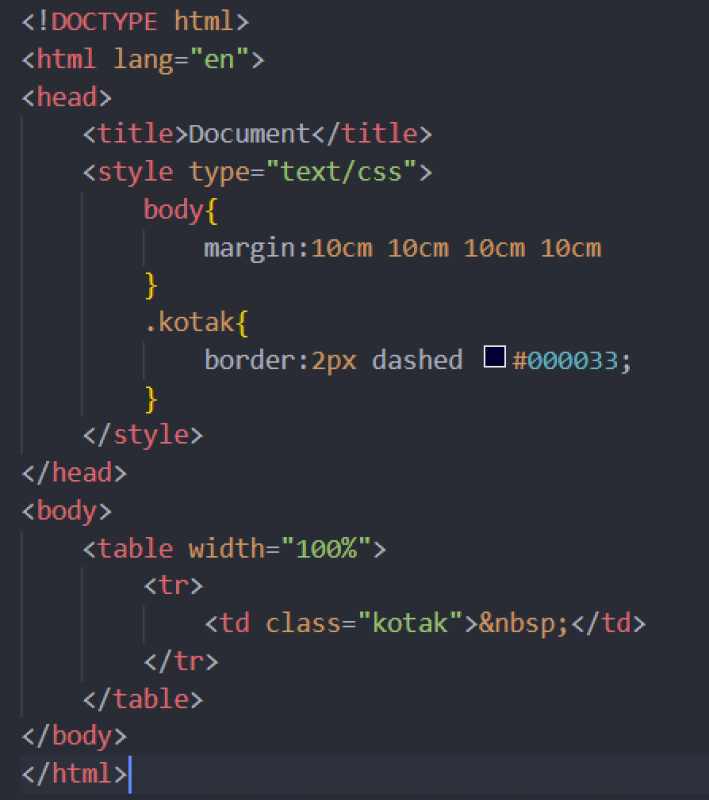 <!DOCTYPE html>
<html lang="en">
<head>
    <title>Document</title>
    <style type="text/css">
        body{
            margin:10cm 10cm 10cm 10cm
        }
        .kotak{
            border:2px dashed #000033;
        }
    </style>
</head>
<body>
    <table width="100%">
        <tr>
            <td class="kotak">&nbsp;</td>
        </tr>
    </table>
</body>
</html>